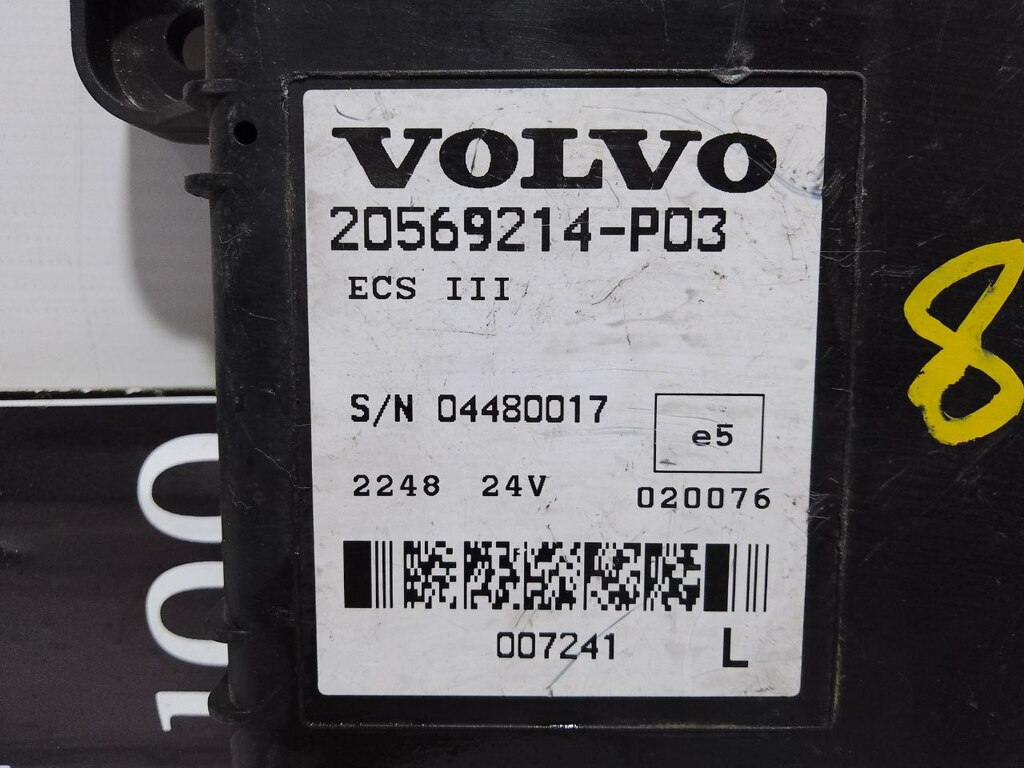 VOLVO
20569214-P03
ECS III
S/N 04480017
e5
2248 24V
020076
007241
L
8
100